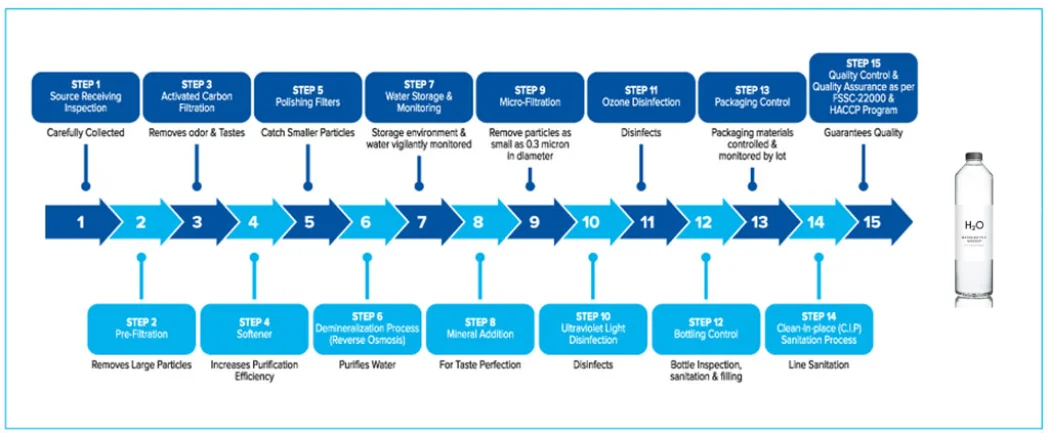 STEP 1
Source Receiving
Inspection
Carefully Collected
STEP 3
Activated Carbon
Filtration
Removes odor & Tastes
STEP 5
Polishing Filters
Catch Smaller Particles
STEP 7
Water Storage &
Monitoring
Storage environment &
water vigilantly monitored
STEP 9
Micro-Filtration
Remove particles as
small as 0.3 micron
in diameter
STEP 11
Ozone Disinfection
Disinfects
STEP 13
Packaging Control
Packaging materials
controlled &
monitored by lot
STEP 15
Quality Control &
Quality Assurance as per
FSSC-22000 &
HACCP Program
Guarantees Quality
1 2 3 4 5 6 7 8 9 10 11 12 13 14 15
STEP 2
Pre-Filtration
Removes Large Particles
STEP 4
Softener
Increases Purification
Efficiency
STEP 6
Demineralization Process
(Reverse Osmosis)
Purifies Water
STEP 8
Mineral Addition
For Taste Perfection
STEP 10
Ultraviolet Light
Disinfection
Disinfects
STEP 12
Bottling Control
Bottle Inspection,
sanitation & filling
STEP 14
Clean-in-place (C.I.P)
Sanitation Process
Line Sanitation
H₂O